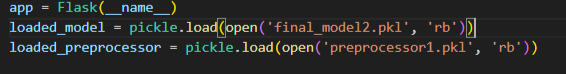 app = Flask(__name__)
loaded_model = pickle.load(open('final_model2.pkl', 'rb'))
loaded_preprocessor = pickle.load(open('preprocessor1.pkl', 'rb'))